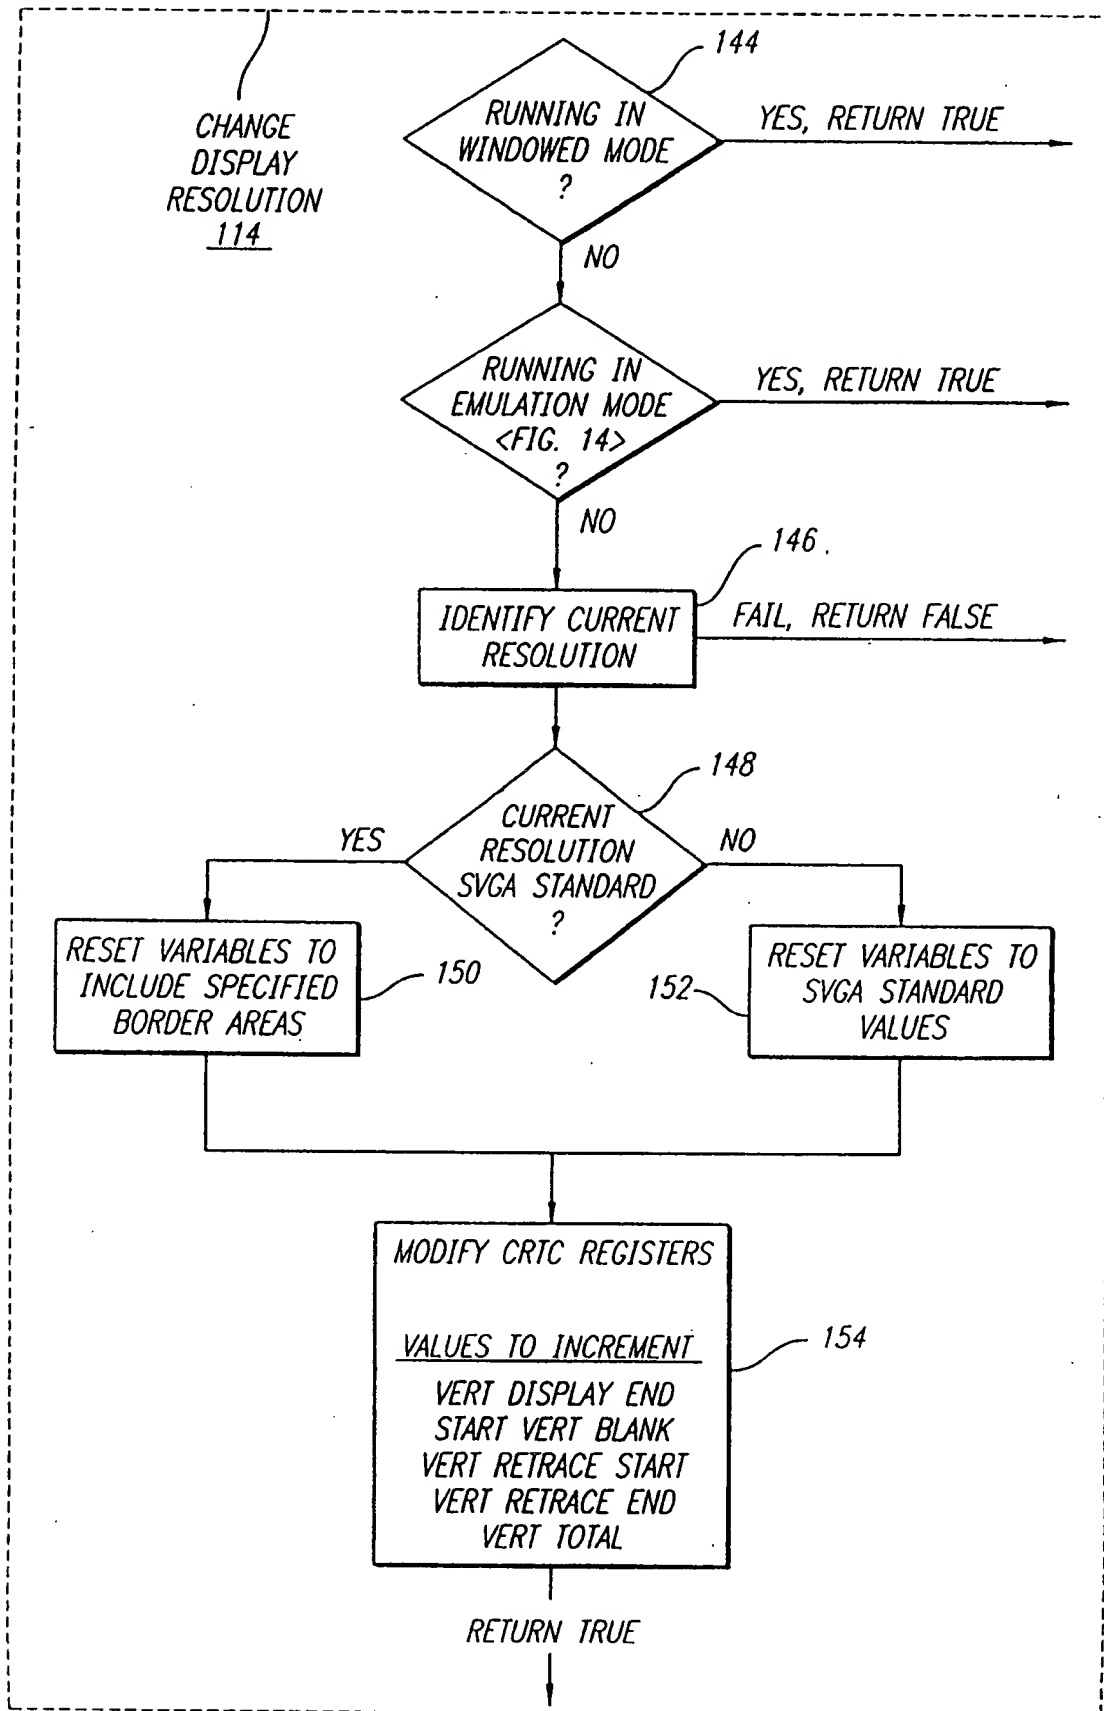 CHANGE
DISPLAY
RESOLUTION
114
144
RUNNING IN
WINDOWED MODE
?
YES, RETURN TRUE
NO
RUNNING IN
EMULATION MODE
<FIG. 14>
?
YES, RETURN TRUE
NO
146
IDENTIFY CURRENT
RESOLUTION
FAIL, RETURN FALSE
148
CURRENT
RESOLUTION
SVGA STANDARD
?
YES
NO
RESET VARIABLES TO
INCLUDE SPECIFIED
BORDER AREAS
150
152
RESET VARIABLES TO
SVGA STANDARD
VALUES
MODIFY CRTC REGISTERS
VALUES TO INCREMENT
VERT DISPLAY END
START VERT BLANK
VERT RETRACE START
VERT RETRACE END
VERT TOTAL
154
RETURN TRUE